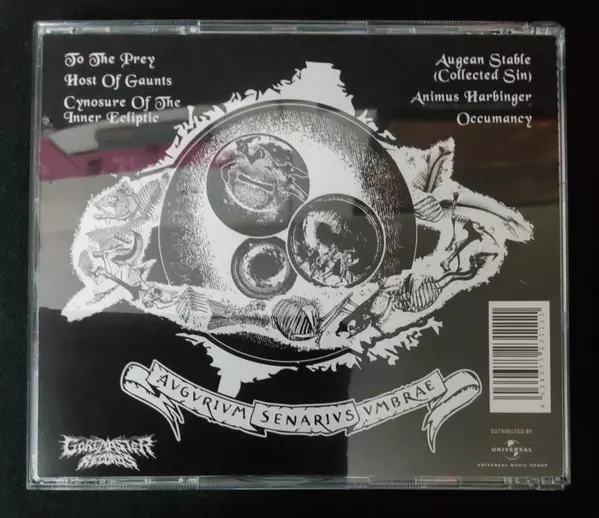 To The Prey
Host Of Gaunts
Cynosure Of The
Inner Ecliptic
Augean Stable
(Collected Sin)
Animus Harbinger
Occumancy
AVGVRIVM SENARIVS VMBRAE
GOREMASTER
RECORDS
DSTRIBUTED BY
UNIVERSAL
UNIVERSAL MUSIC GROUP